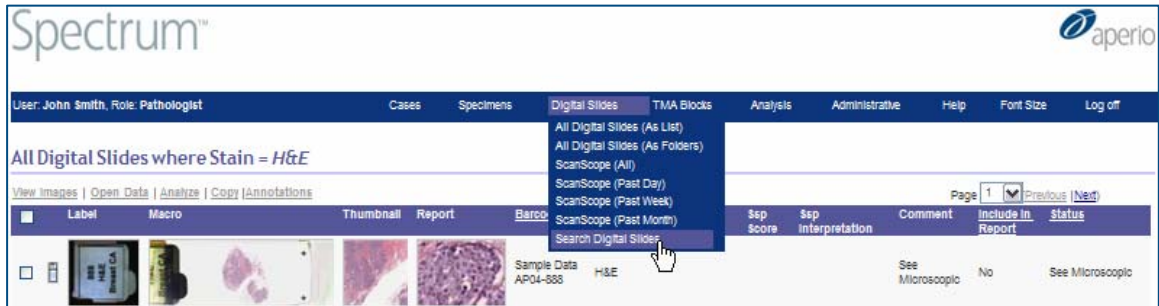 Spectrum™
aperio
User: John Smith, Role: Pathologist Cases Specimens Digital Slides TMA Blocks Analysis Administrative Help Font Size Log off
All Digital Slides (As List)
All Digital Slides (As Folders)
ScanScope (All)
ScanScope (Past Day)
ScanScope (Past Week)
ScanScope (Past Month)
Search Digital Slides
All Digital Slides where Stain = H&E
View Images | Open Data | Analyze | Copy |Annotations
Page 1 Previous |Next)
Label Macro Thumbnail Report Ssp Score Ssp Interpretation Comment Include In Report Status
888
H&E
Breast CA
Sample Data
AP04-888
H&E
See
Microscopic
No
See Microscopic